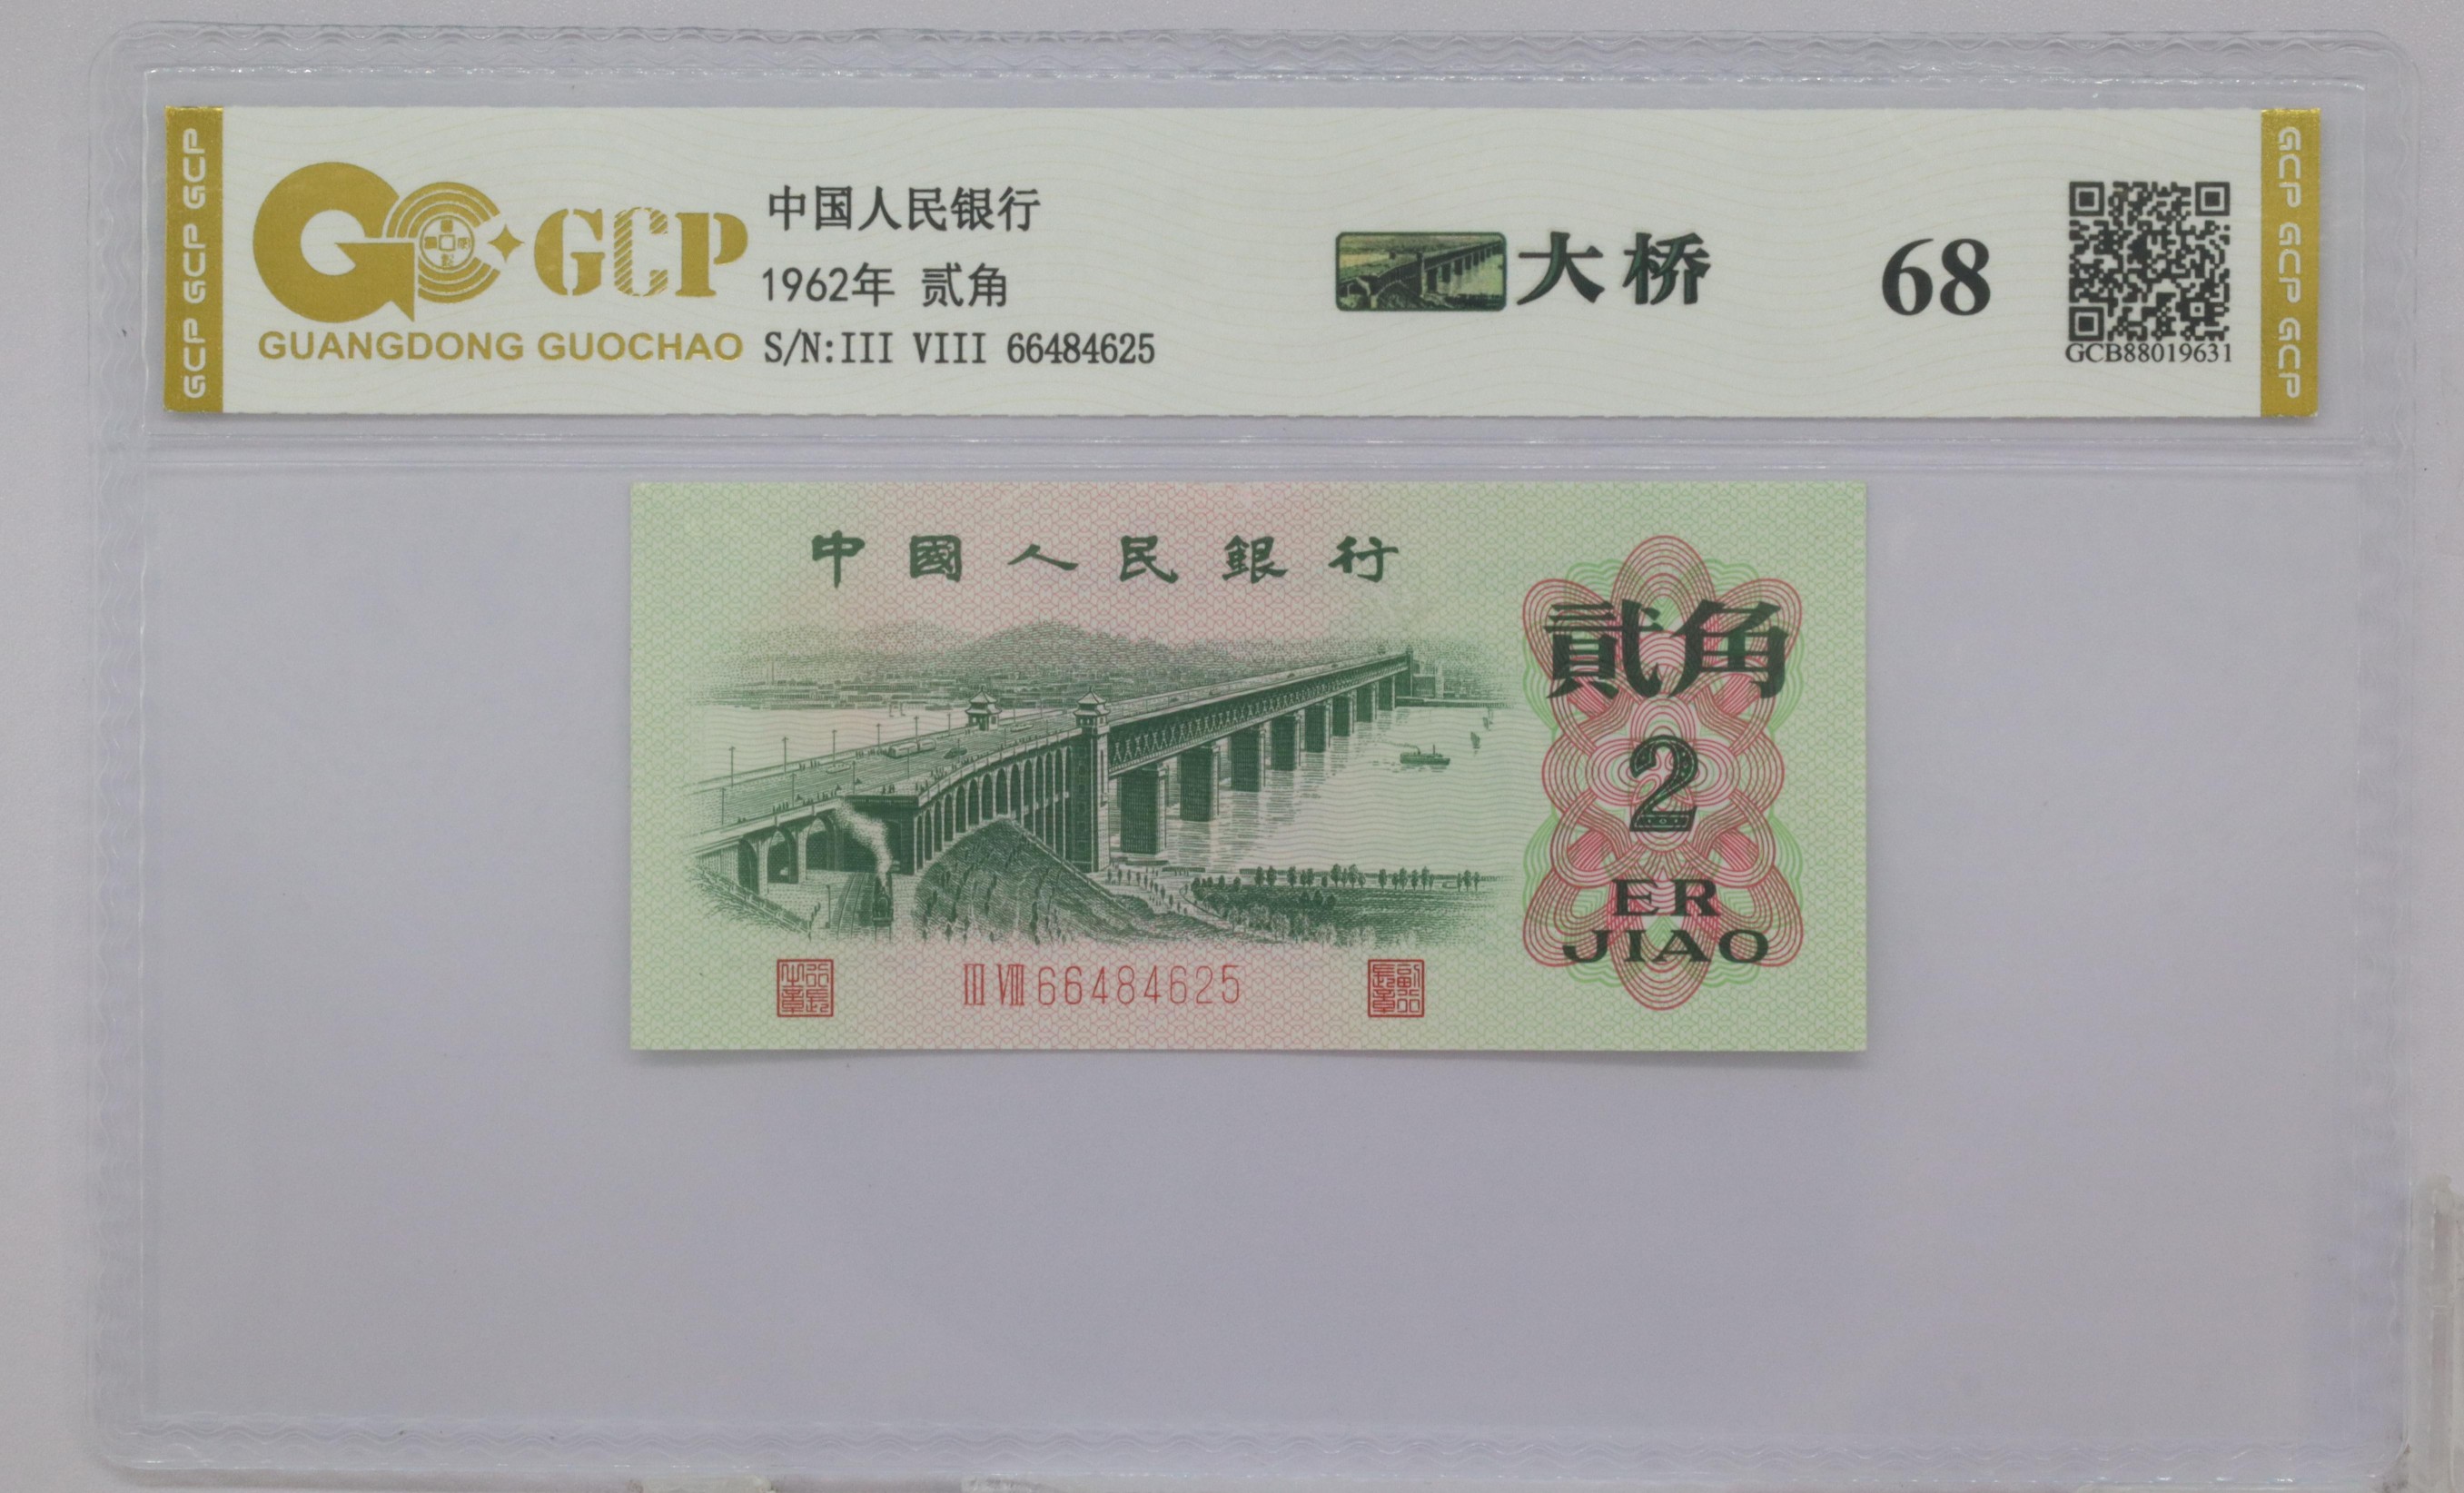 GCP GCP GCP
GCP
GUANGDONG GUOCHAO
中国人民银行
1962年 贰角
S/N:III VIII 66484625
大桥
68
GCB88019631
GCP GCP GCP
中國人民銀行
貳角
2
ER
JIAO
III VIII 66484625